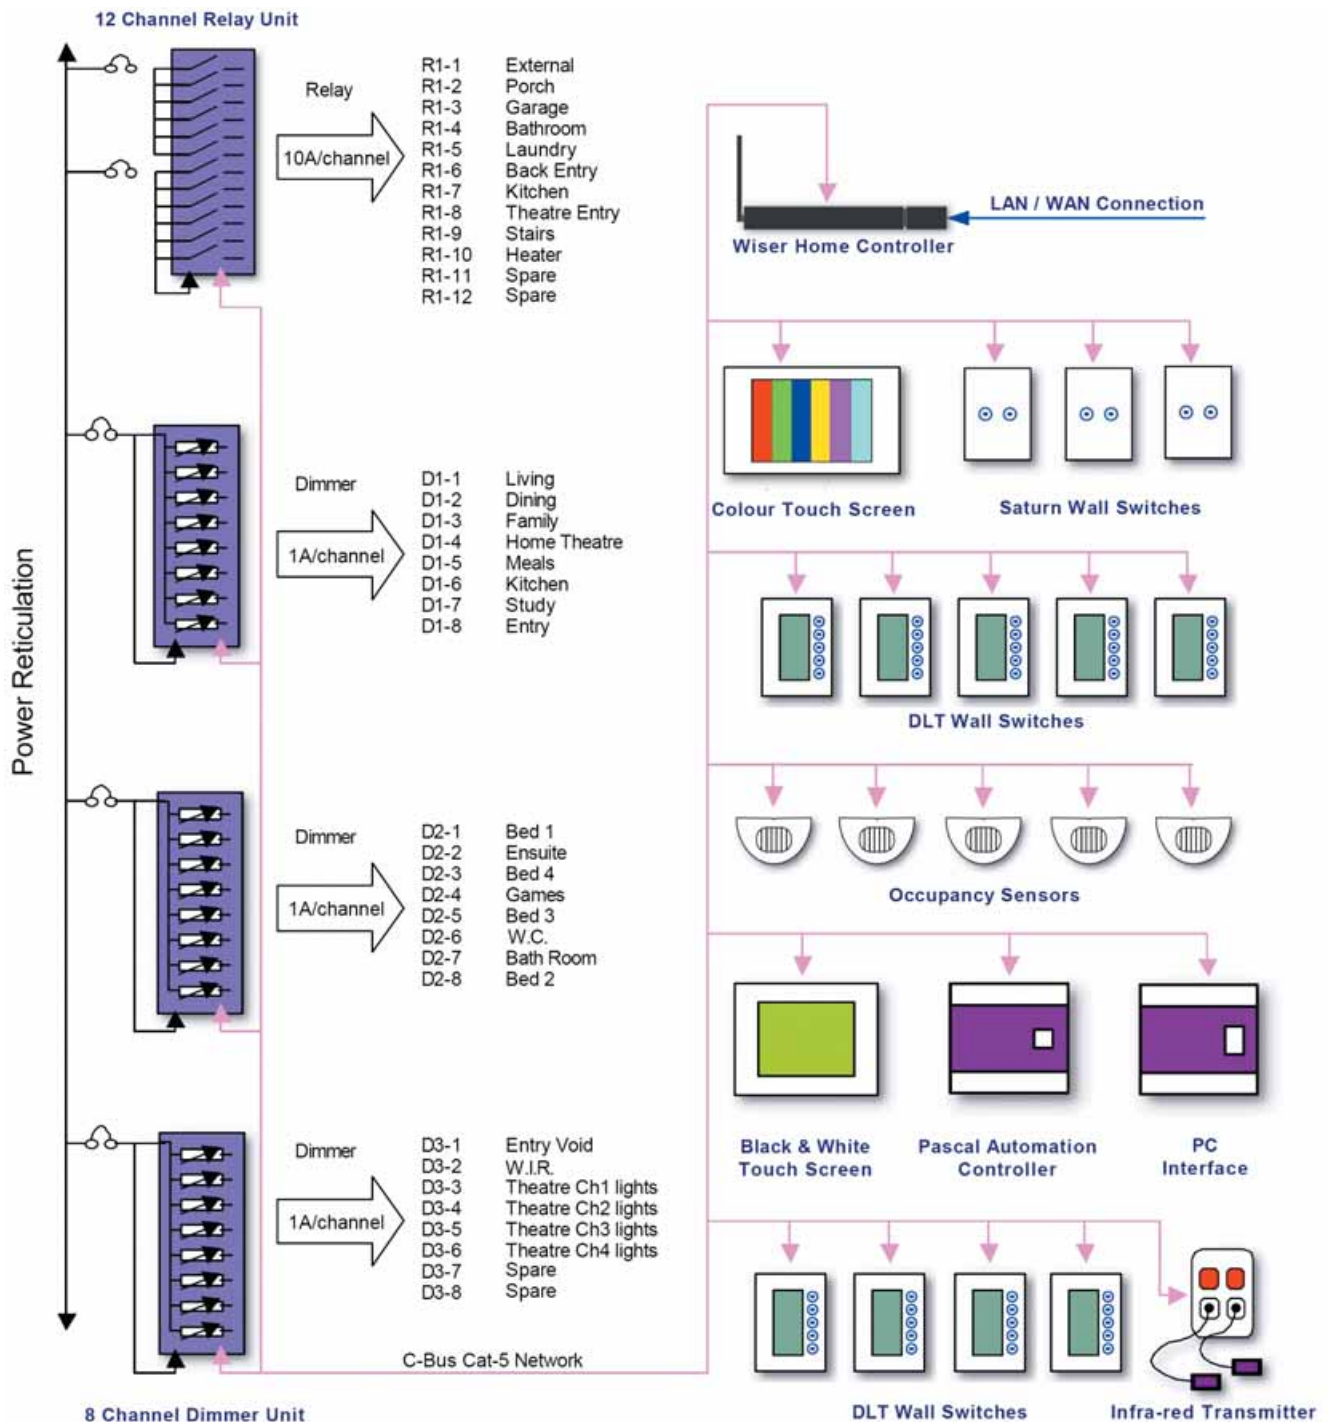 12 Channel Relay Unit
Power Reticulation
Relay
10A/channel
R1-1 External
R1-2 Porch
R1-3 Garage
R1-4 Bathroom
R1-5 Laundry
R1-6 Back Entry
R1-7 Kitchen
R1-8 Theatre Entry
R1-9 Stairs
R1-10 Heater
R1-11 Spare
R1-12 Spare
Dimmer
1A/channel
D1-1 Living
D1-2 Dining
D1-3 Family
D1-4 Home Theatre
D1-5 Meals
D1-6 Kitchen
D1-7 Study
D1-8 Entry
Dimmer
1A/channel
D2-1 Bed 1
D2-2 Ensuite
D2-3 Bed 4
D2-4 Games
D2-5 Bed 3
D2-6 W.C.
D2-7 Bath Room
D2-8 Bed 2
Dimmer
1A/channel
D3-1 Entry Void
D3-2 W.I.R.
D3-3 Theatre Ch1 lights
D3-4 Theatre Ch2 lights
D3-5 Theatre Ch3 lights
D3-6 Theatre Ch4 lights
D3-7 Spare
D3-8 Spare
C-Bus Cat-5 Network
8 Channel Dimmer Unit
LAN / WAN Connection
Wiser Home Controller
Colour Touch Screen
Saturn Wall Switches
DLT Wall Switches
Occupancy Sensors
Black & White
Touch Screen
Pascal Automation
Controller
PC
Interface
DLT Wall Switches
Infra-red Transmitter